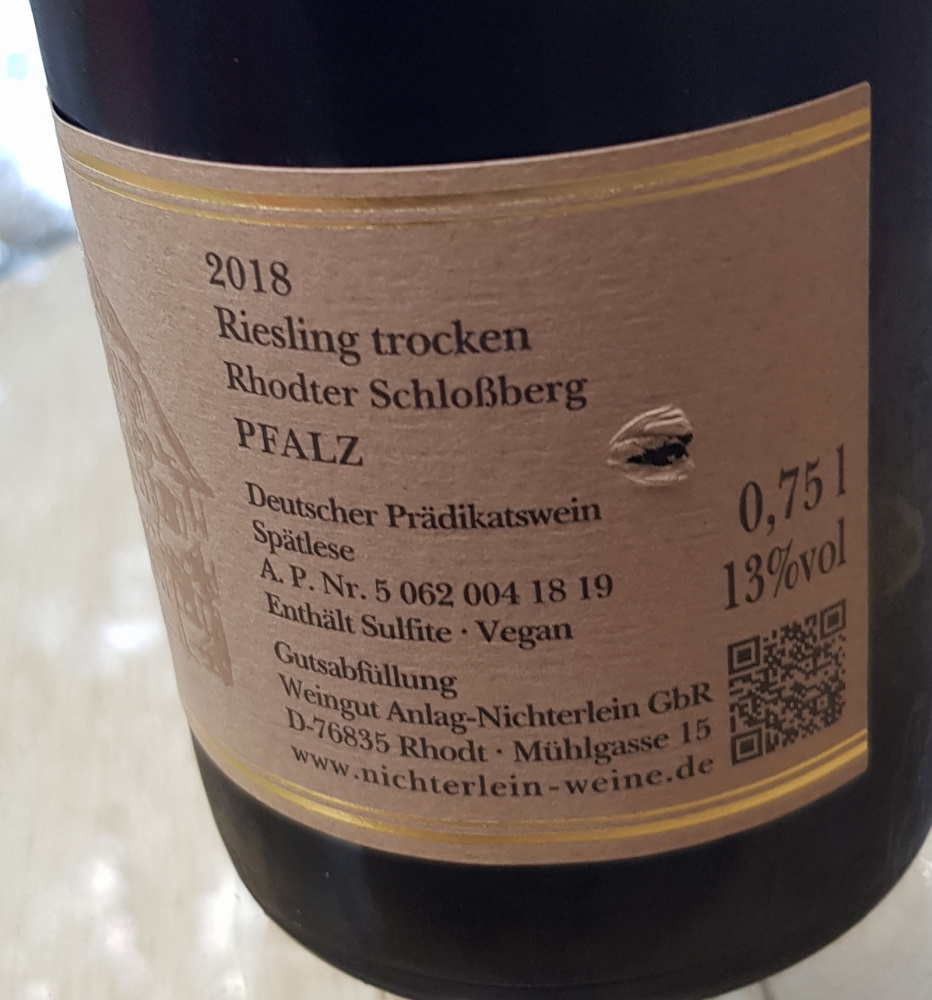 2018
Riesling trocken
Rhodter Schloßberg
PFALZ
Deutscher Prädikatswein
Spätlese
A. P. Nr. 5 062 004 18 19
Enthält Sulfite · Vegan
0,75 l
13%vol
Gutsabfüllung
Weingut Anlag-Nichterlein GbR
D-76835 Rhodt · Mühlgasse 15
www.nichterlein-weine.de